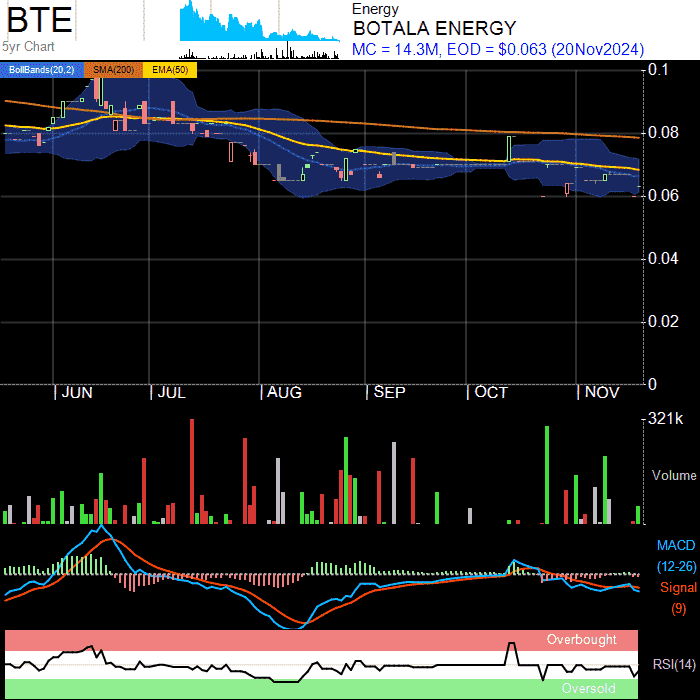 BTE
5yr Chart
Energy
BOTALA ENERGY
MC = 14.3M, EOD = $0.063 (20Nov2024)
BollBands(20,2) SMA(200) EMA(50)
0.1
0.08
0.06
0.04
0.02
0
JUN JUL AUG SEP OCT NOV
321k
Volume
MACD
(12-26)
Signal
(9)
Overbought
RSI(14)
Oversold